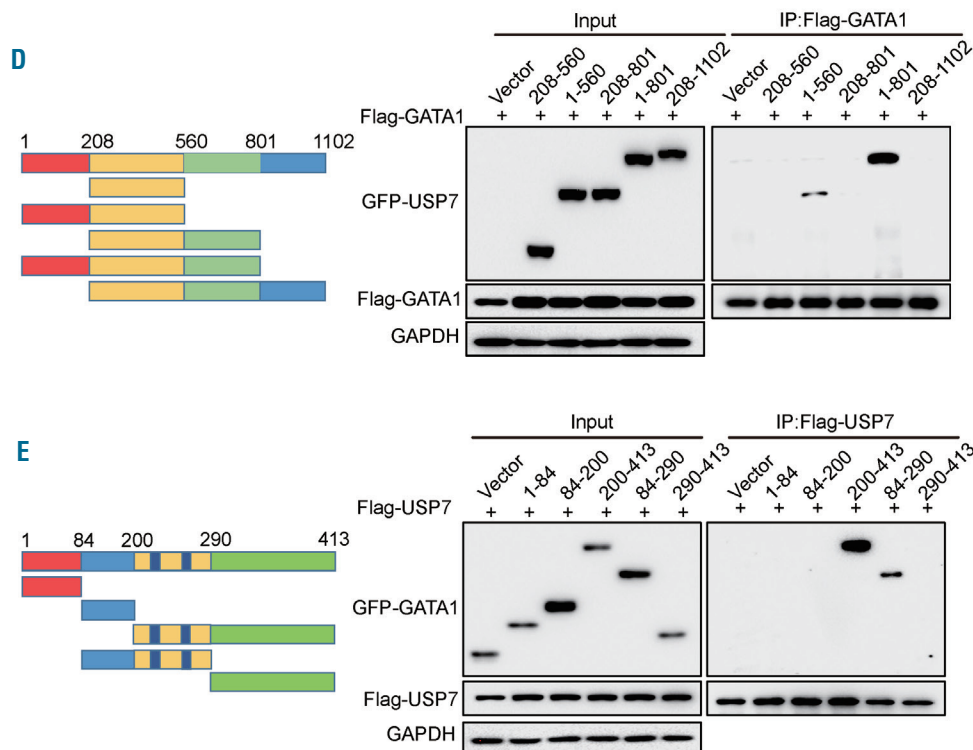 D
Input
IP:Flag-GATA1
Vector 208-560 1-560 208-801 1-801 208-1102
Vector 208-560 1-560 208-801 1-801 208-1102
Flag-GATA1 + + + + + + + + + + + +
1 208 560 801 1102
GFP-USP7
Flag-GATA1
GAPDH
E
Input
IP:Flag-USP7
Vector 1-84 84-200 200-413 84-290 290-413
Vector 1-84 84-200 200-413 84-290 290-413
Flag-USP7 + + + + + + + + + + + +
1 84 200 290 413
GFP-GATA1
Flag-USP7
GAPDH